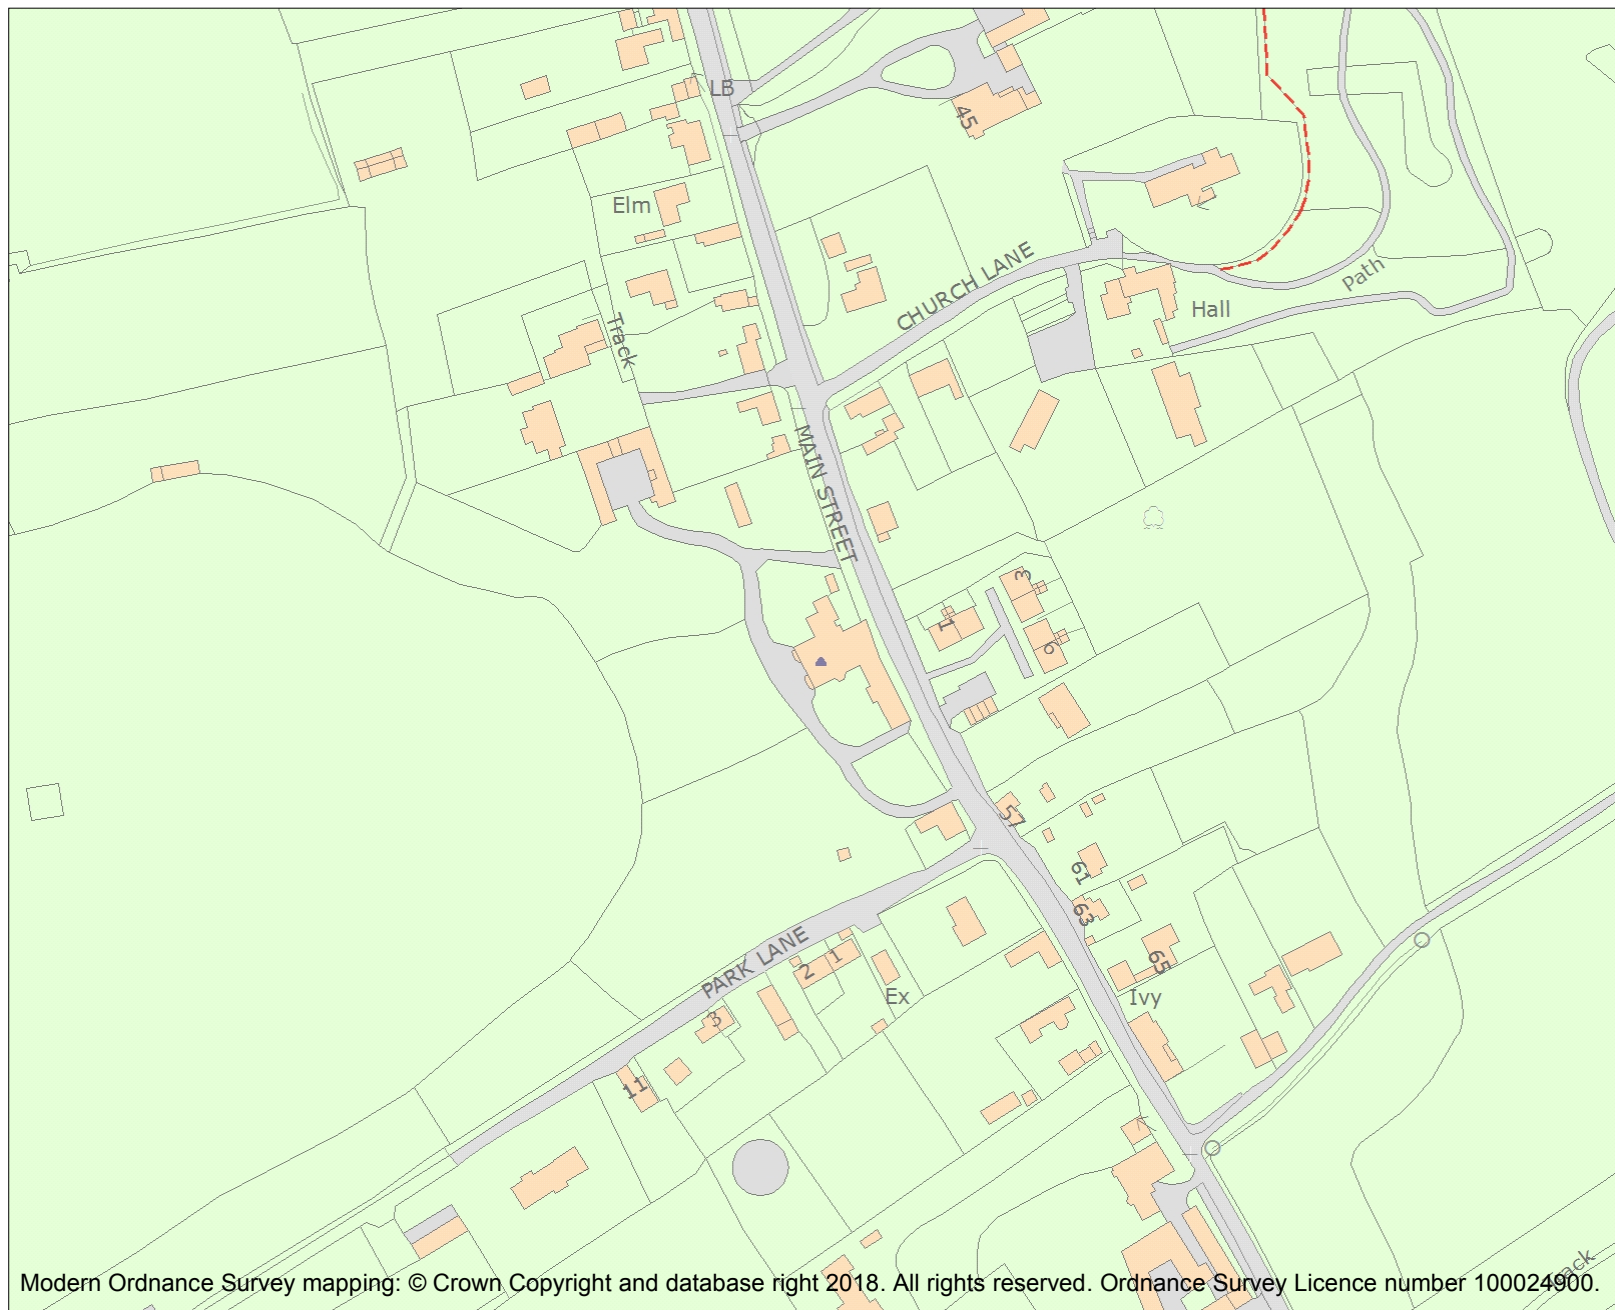 LB
45
Elm
CHURCH LANE
Path
Hall
Track
MAIN STREET
3
1
6
57
61
63
PARK LANE
2
1
65
Ex
Ivy
3
11
Track
Modern Ordnance Survey mapping: © Crown Copyright and database right 2018. All rights reserved. Ordnance Survey Licence number 100024900.